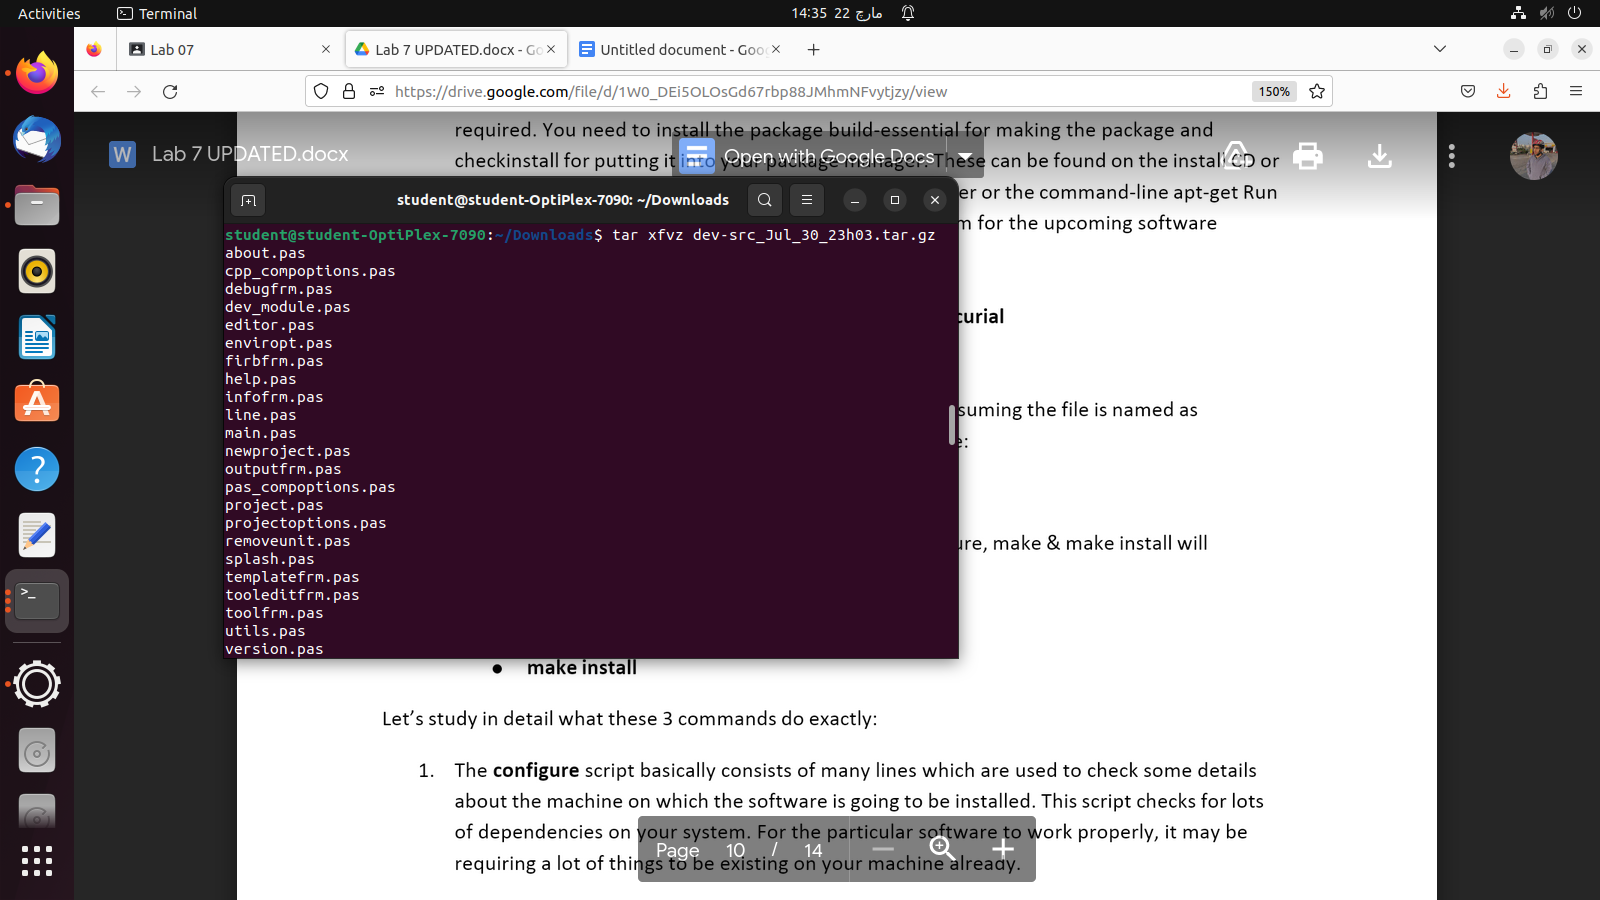 Activities
Terminal
14:35 22 مارچ
Lab 07
Lab 7 UPDATED.docx - Go
Untitled document - Goo
https://drive.google.com/file/d/1W0_DEi5OLOsGd67rbp88JMhmNFvytjzy/view
150%
required. You need to install the package build-essential for making the package and
W Lab 7 UPDATED.docx
Open with Google Docs
checkinstall for putting it into your package manager. These can be found on the install CD or
er or the command-line apt-get Run
m for the upcoming software
student@student-OptiPlex-7090: ~/Downloads
student@student-OptiPlex-7090:~/Downloads$ tar xfvz dev-src_Jul_30_23h03.tar.gz
about.pas
cpp_compoptions.pas
debugfrm.pas
dev_module.pas
editor.pas
enviropt.pas
firbfrm.pas
help.pas
infofrm.pas
line.pas
main.pas
newproject.pas
outputfrm.pas
pas_compoptions.pas
project.pas
projectoptions.pas
removeunit.pas
splash.pas
templatefrm.pas
tooleditfrm.pas
toolfrm.pas
utils.pas
version.pas
curial
suming the file is named as
e:
ure, make & make install will
● make install
Let’s study in detail what these 3 commands do exactly:
1. The configure script basically consists of many lines which are used to check some details
about the machine on which the software is going to be installed. This script checks for lots
of dependencies on your system. For the particular software to work properly, it may be
requiring a lot of things to be existing on your machine already.
Page 10 / 14